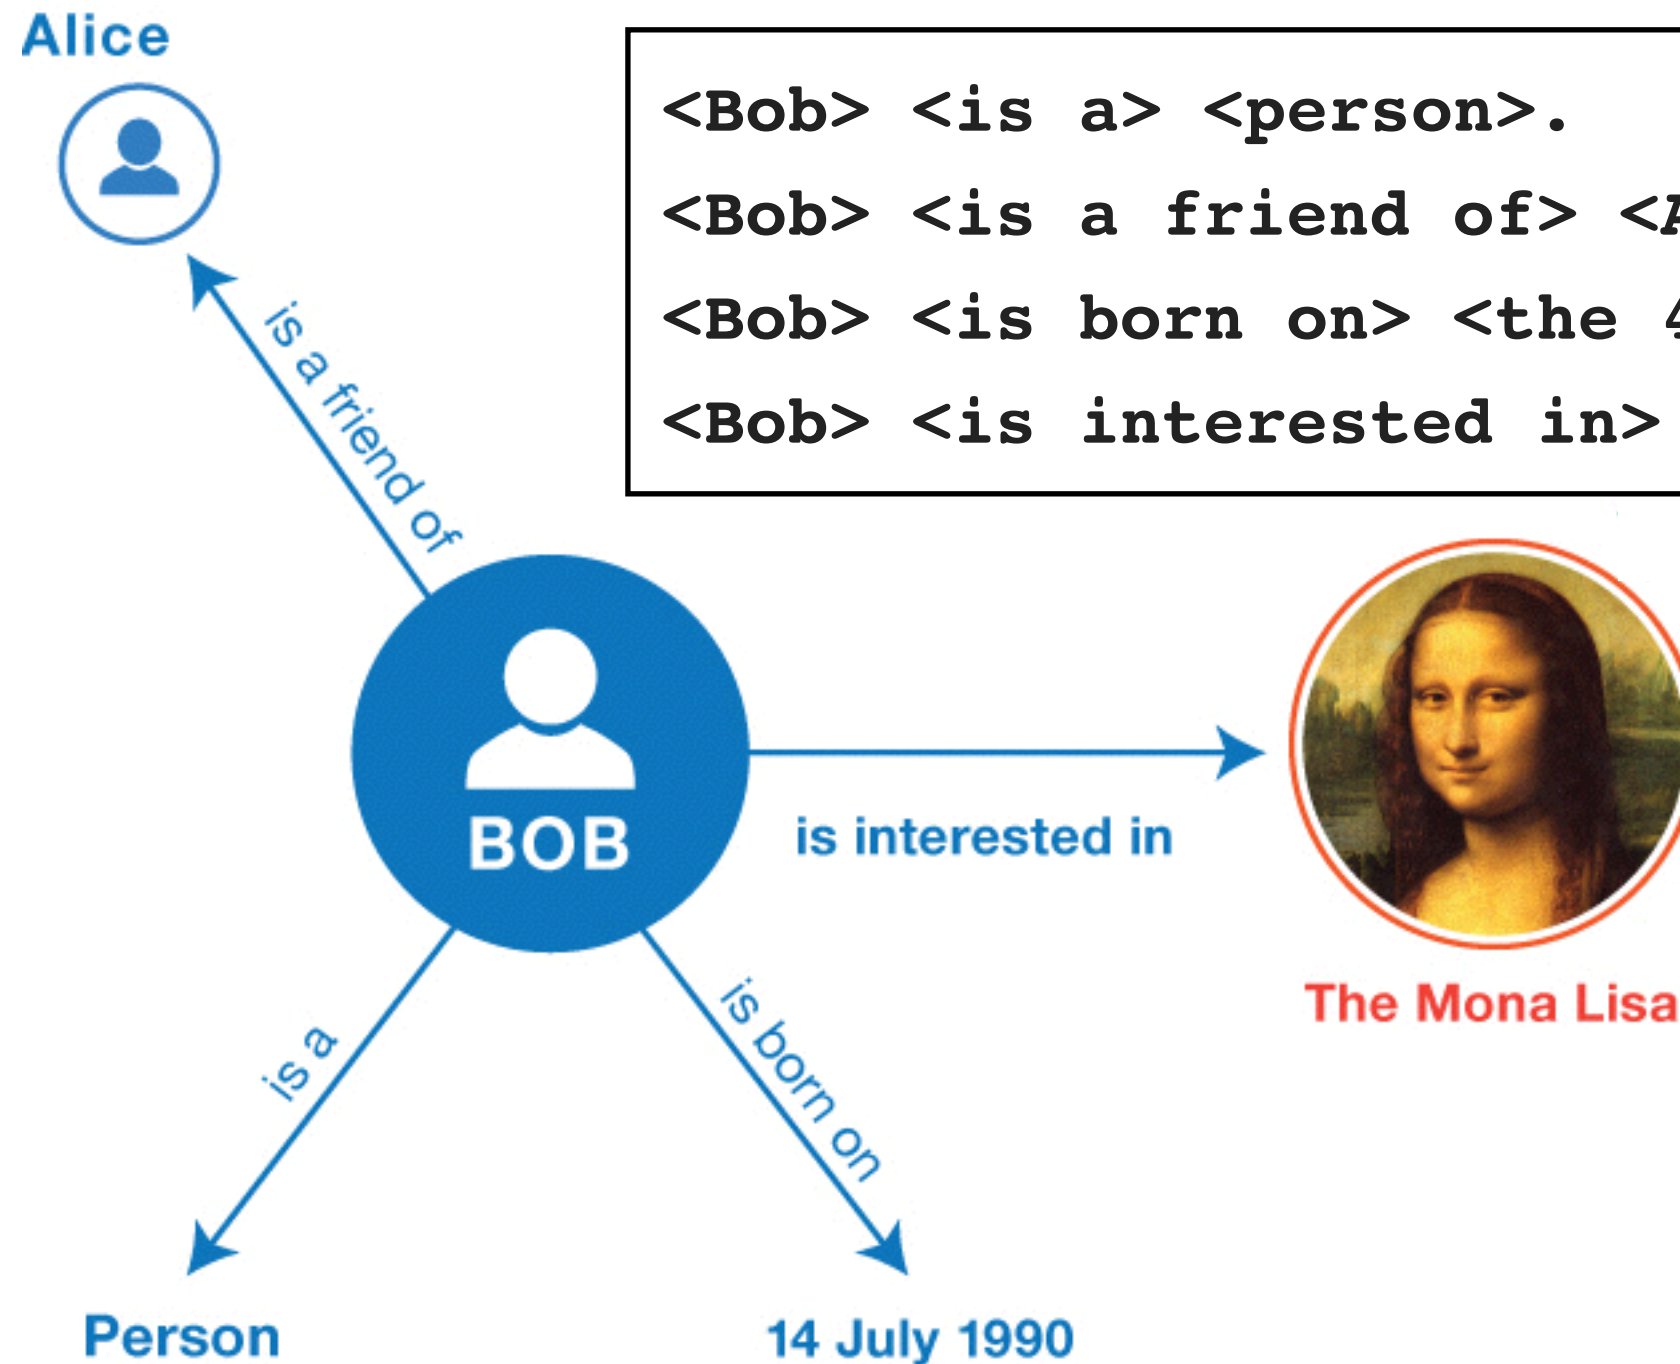 Alice
<Bob> <is a> <person>.
<Bob> <is a friend of> <A
<Bob> <is born on> <the 4
<Bob> <is interested in>
is a friend of
BOB
is interested in
The Mona Lisa
is a
is born on
Person
14 July 1990